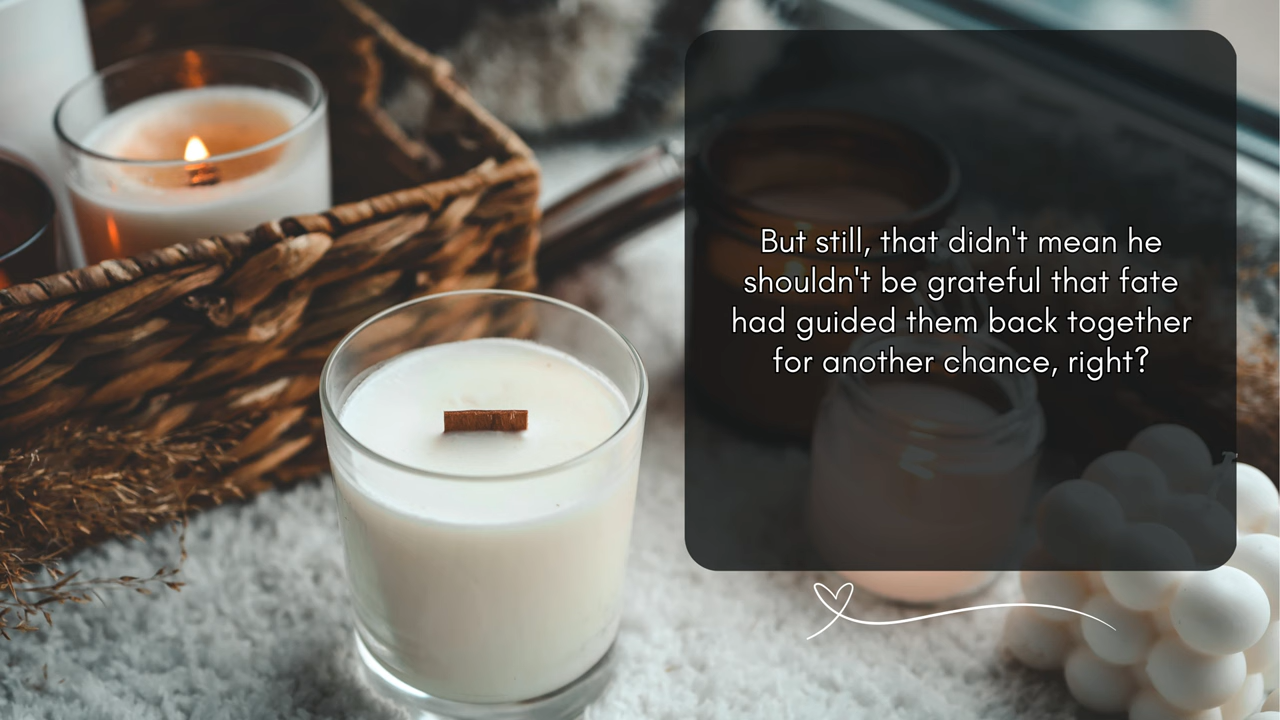 But still, that didn't mean he
shouldn't be grateful that fate
had guided them back together
for another chance, right?